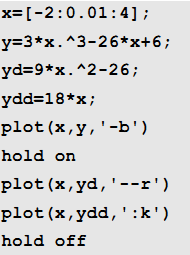 x=[-2:0.01:4];
y=3*x.^3-26*x+6;
yd=9*x.^2-26;
ydd=18*x;
plot(x,y,'-b')
hold on
plot(x,yd,'--r')
plot(x,ydd,':k')
hold off